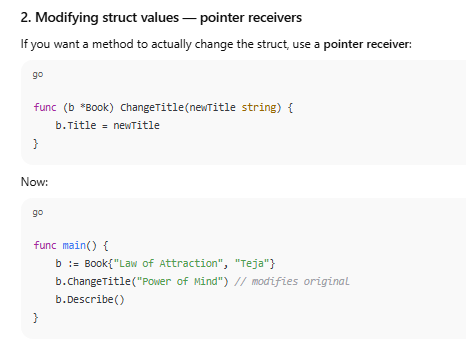 2. Modifying struct values — pointer receivers
If you want a method to actually change the struct, use a pointer receiver:
go
func (b *Book) ChangeTitle(newTitle string) {
    b.Title = newTitle
}
Now:
go
func main() {
    b := Book{"Law of Attraction", "Teja"}
    b.ChangeTitle("Power of Mind") // modifies original
    b.Describe()
}